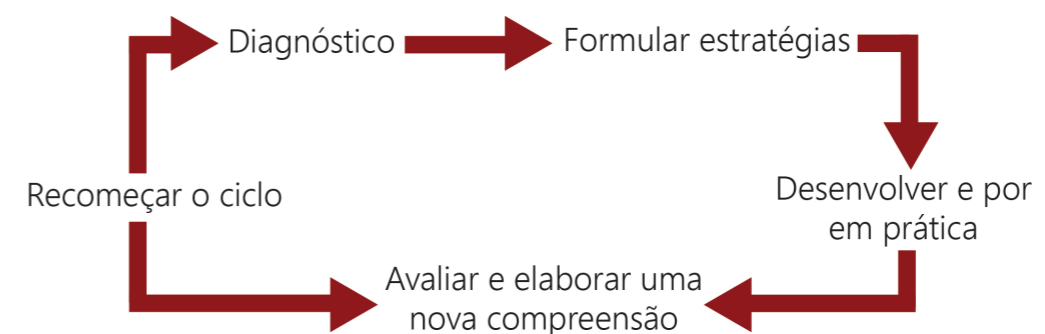 Diagnóstico
Formular estratégias
Recomeçar o ciclo
Desenvolver e por
em prática
Avaliar e elaborar uma
nova compreensão